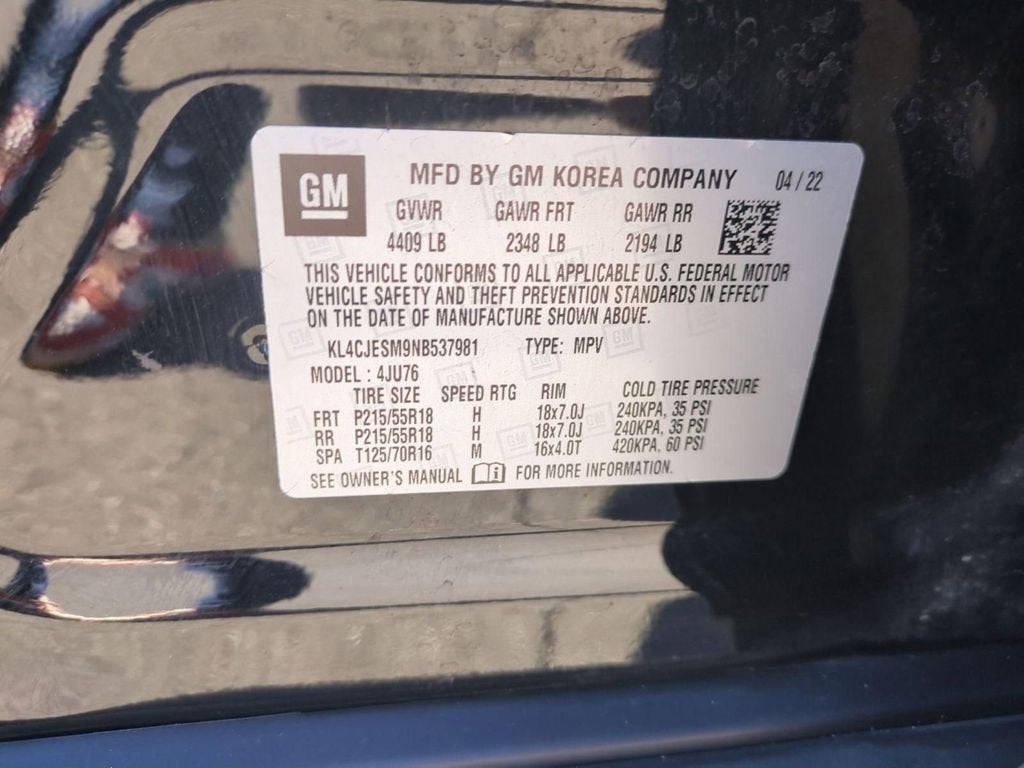 GM
MFD BY GM KOREA COMPANY 04 / 22
GVWR GAWR FRT GAWR RR
4409 LB 2348 LB 2194 LB
THIS VEHICLE CONFORMS TO ALL APPLICABLE U.S. FEDERAL MOTOR
VEHICLE SAFETY AND THEFT PREVENTION STANDARDS IN EFFECT
ON THE DATE OF MANUFACTURE SHOWN ABOVE.
KL4CJESM9NB537981 TYPE: MPV
MODEL : 4JU76
TIRE SIZE SPEED RTG RIM COLD TIRE PRESSURE
FRT P215/55R18 H 18x7.0J 240KPA, 35 PSI
RR P215/55R18 H 18x7.0J 240KPA, 35 PSI
SPA T125/70R16 M 16x4.0T 420KPA, 60 PSI
SEE OWNER'S MANUAL FOR MORE INFORMATION.